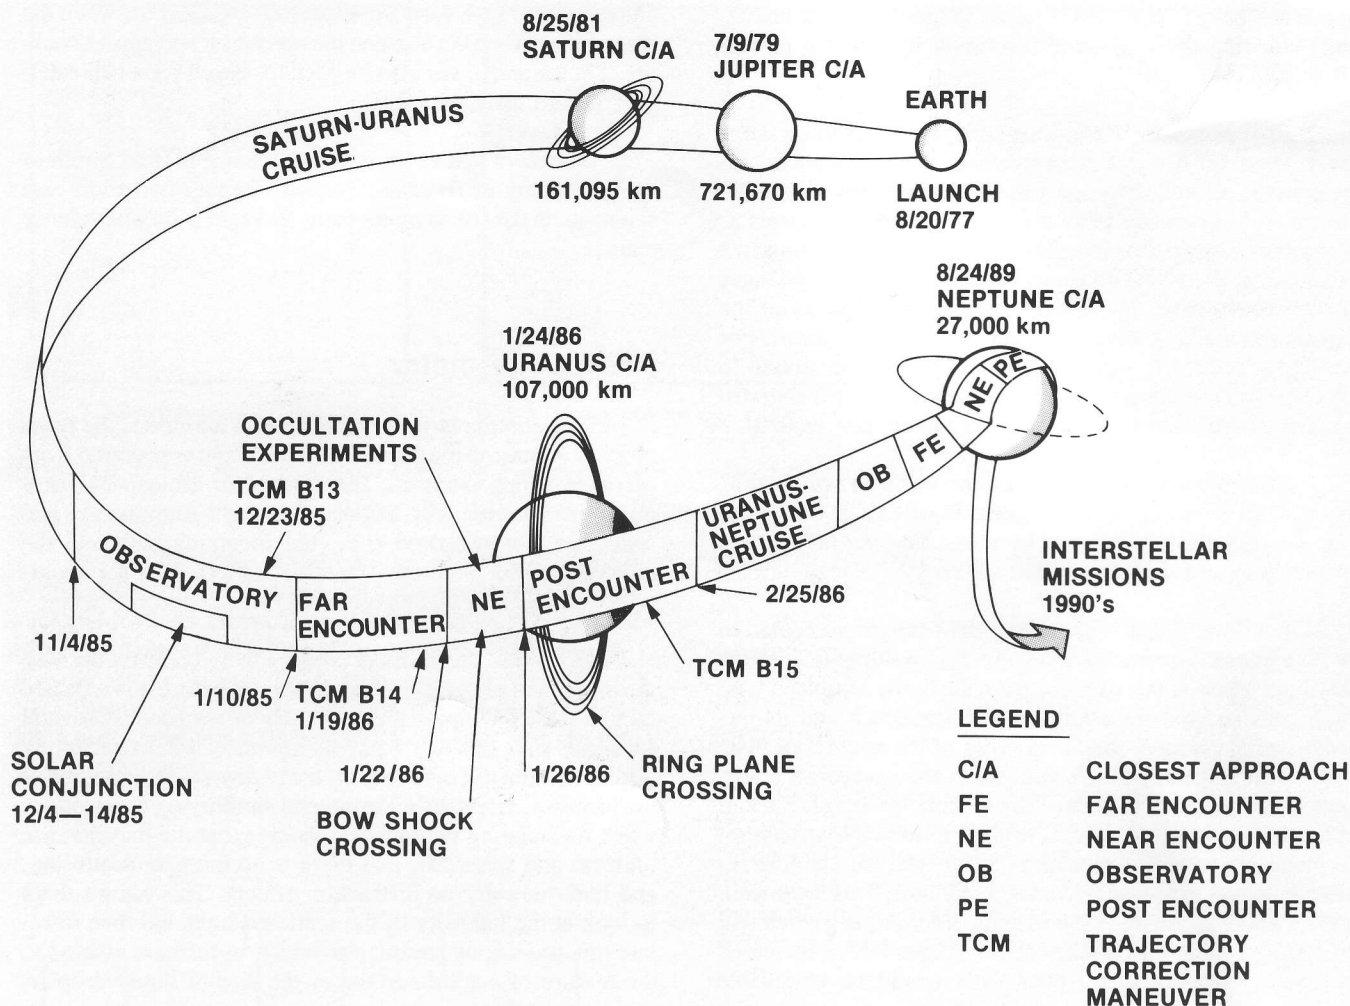 8/25/81
SATURN C/A
7/9/79
JUPITER C/A
EARTH
SATURN-URANUS
CRUISE
161,095 km
721,670 km
LAUNCH
8/20/77
8/24/89
NEPTUNE C/A
27,000 km
1/24/86
URANUS C/A
107,000 km
NE
PE
OCCULTATION
EXPERIMENTS
TCM B13
12/23/85
FE
OB
URANUS-
NEPTUNE
CRUISE
OBSERVATORY
FAR
ENCOUNTER
NE
POST
ENCOUNTER
INTERSTELLAR
MISSIONS
1990's
2/25/86
11/4/85
TCM B15
1/10/85
TCM B14
1/19/86
SOLAR
CONJUNCTION
12/4—14/85
1/22/86
1/26/86
RING PLANE
CROSSING
BOW SHOCK
CROSSING
LEGEND
C/A CLOSEST APPROACH
FE FAR ENCOUNTER
NE NEAR ENCOUNTER
OB OBSERVATORY
PE POST ENCOUNTER
TCM TRAJECTORY
CORRECTION
MANEUVER